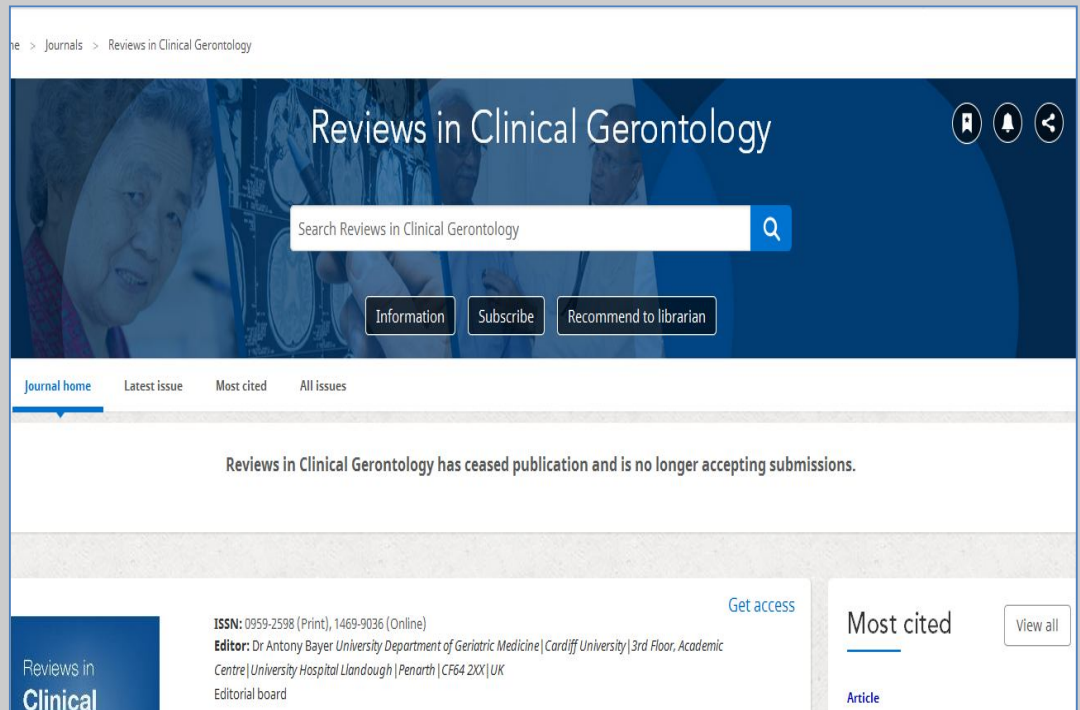 ne > Journals > Reviews in Clinical Gerontology
Reviews in Clinical Gerontology
Search Reviews in Clinical Gerontology
Information Subscribe Recommend to librarian
Journal home Latest issue Most cited All issues
Reviews in Clinical Gerontology has ceased publication and is no longer accepting submissions.
Get access
ISSN: 0959-2598 (Print), 1469-9036 (Online)
Editor: Dr Antony Bayer University Department of Geriatric Medicine|Cardiff University|3rd Floor, Academic
Centre|University Hospital Llandough|Penarth|CF64 2XX|UK
Editorial board
Reviews in
Clinical
Most cited View all
Article